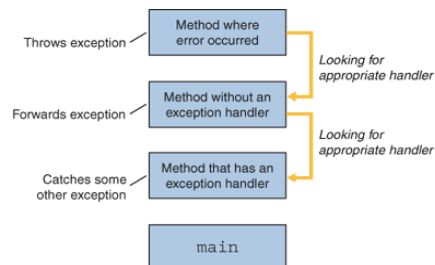 Method where
error occurred
Throws exception
Looking for
appropriate handler
Method without an
exception handler
Forwards exception
Looking for
appropriate handler
Method that has an
exception handler
Catches some
other exception
main